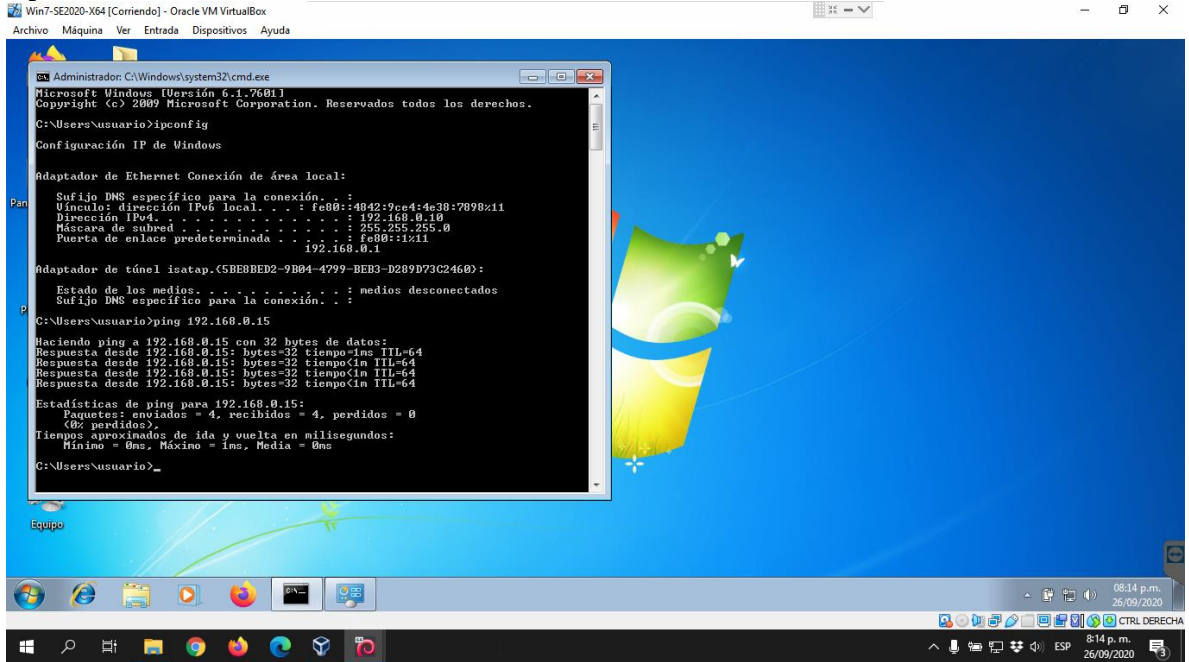 Win7-SE2020-X64 [Corriendo] - Oracle VM VirtualBox
Archivo Máquina Ver Entrada Dispositivos Ayuda
Administrador: C:\Windows\system32\cmd.exe
Microsoft Windows [Versión 6.1.7601]
Copyright (c) 2009 Microsoft Corporation. Reservados todos los derechos.
C:\Users\usuario>ipconfig
Configuración IP de Windows
Adaptador de Ethernet Conexión de área local:
Sufijo DNS específico para la conexión. . :
Vínculo: dirección IPv6 local. . . : fe80::4842:9ce4:4e38:7898%11
Dirección IPv4. . . . . . . . . . . . . . : 192.168.0.10
Máscara de subred . . . . . . . . . . . . : 255.255.255.0
Puerta de enlace predeterminada . . . . . : fe80::1%11
192.168.0.1
Adaptador de túnel isatap.{5BE8BED2-9B04-4799-BEB3-D289D73C2460}:
Estado de los medios. . . . . . . . . . . : medios desconectados
Sufijo DNS específico para la conexión. . :
C:\Users\usuario>ping 192.168.0.15
Haciendo ping a 192.168.0.15 con 32 bytes de datos:
Respuesta desde 192.168.0.15: bytes=32 tiempo=1ms TTL=64
Respuesta desde 192.168.0.15: bytes=32 tiempo<1m TTL=64
Respuesta desde 192.168.0.15: bytes=32 tiempo<1m TTL=64
Respuesta desde 192.168.0.15: bytes=32 tiempo<1m TTL=64
Estadísticas de ping para 192.168.0.15:
Paquetes: enviados = 4, recibidos = 4, perdidos = 0
(0% perdidos),
Tiempos aproximados de ida y vuelta en milisegundos:
Mínimo = 0ms, Máximo = 1ms, Media = 0ms
C:\Users\usuario>_
Pan
P
Equipo
08:14 p.m.
26/09/2020
CTRL DERECHA
ESP
8:14 p. m.
26/09/2020
3